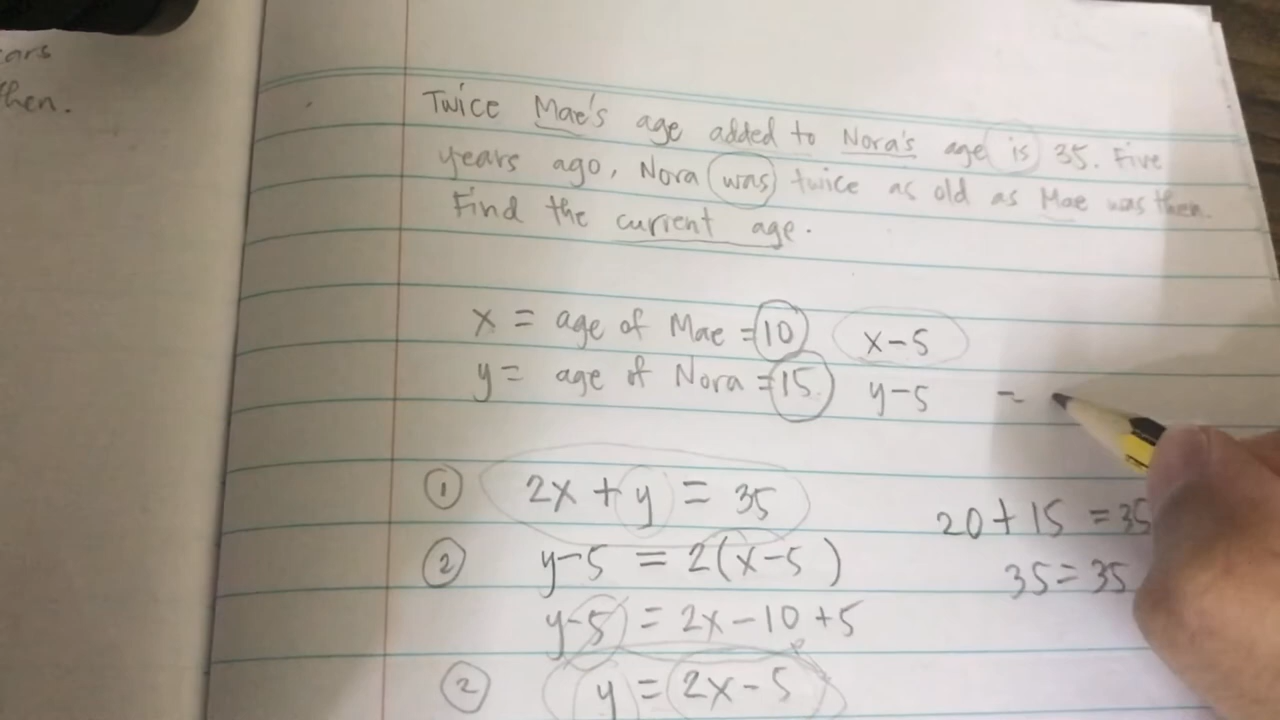 ars
then.
Twice Mae's age added to Nora's age is 35. Five
years ago, Nora was twice as old as Mae was then.
Find the current age.
x = age of Mae = 10 x-5
y = age of Nora = 15 y-5 =
① 2x + y = 35
20 + 15 = 35
② y-5 = 2(x-5)
35 = 35
y-5 = 2x - 10 + 5
② y = 2x - 5